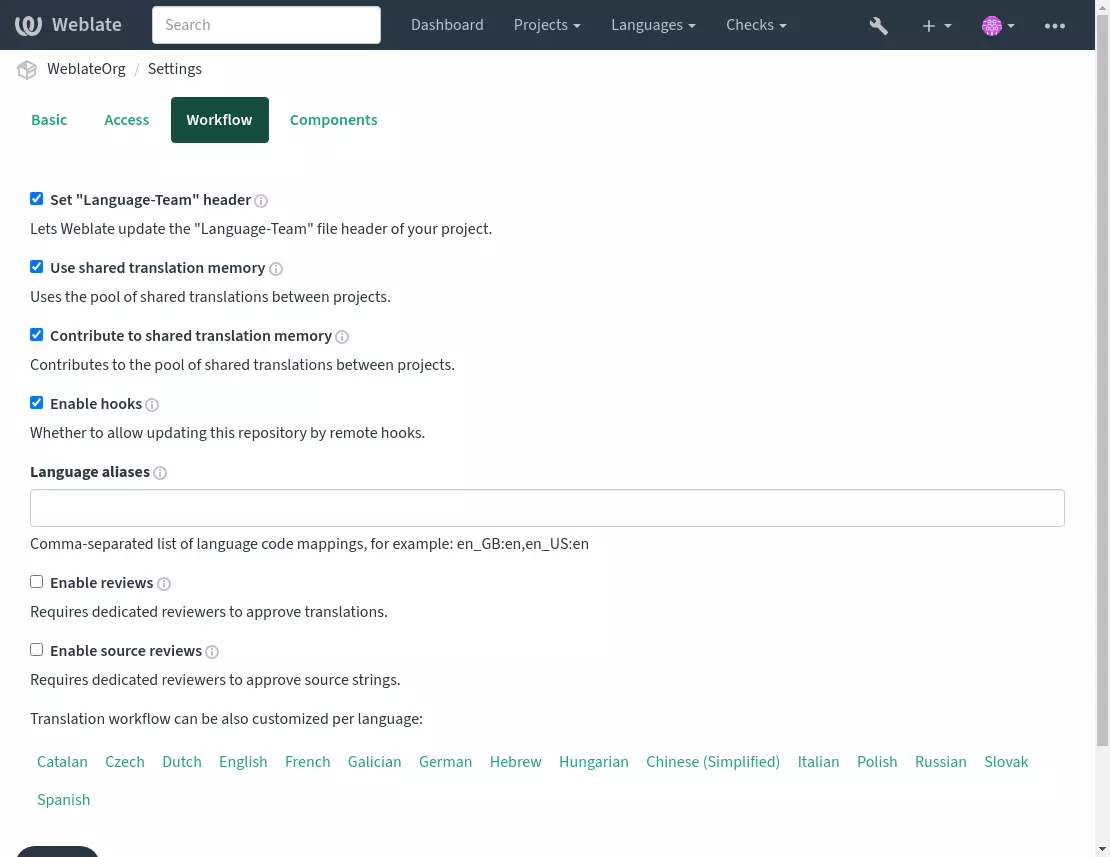 Weblate Search Dashboard Projects Languages Checks
WeblateOrg / Settings
Basic Access Workflow Components
Set "Language-Team" header
Lets Weblate update the "Language-Team" file header of your project.
Use shared translation memory
Uses the pool of shared translations between projects.
Contribute to shared translation memory
Contributes to the pool of shared translations between projects.
Enable hooks
Whether to allow updating this repository by remote hooks.
Language aliases
Comma-separated list of language code mappings, for example: en_GB:en,en_US:en
Enable reviews
Requires dedicated reviewers to approve translations.
Enable source reviews
Requires dedicated reviewers to approve source strings.
Translation workflow can be also customized per language:
Catalan Czech Dutch English French Galician German Hebrew Hungarian Chinese (Simplified) Italian Polish Russian Slovak
Spanish